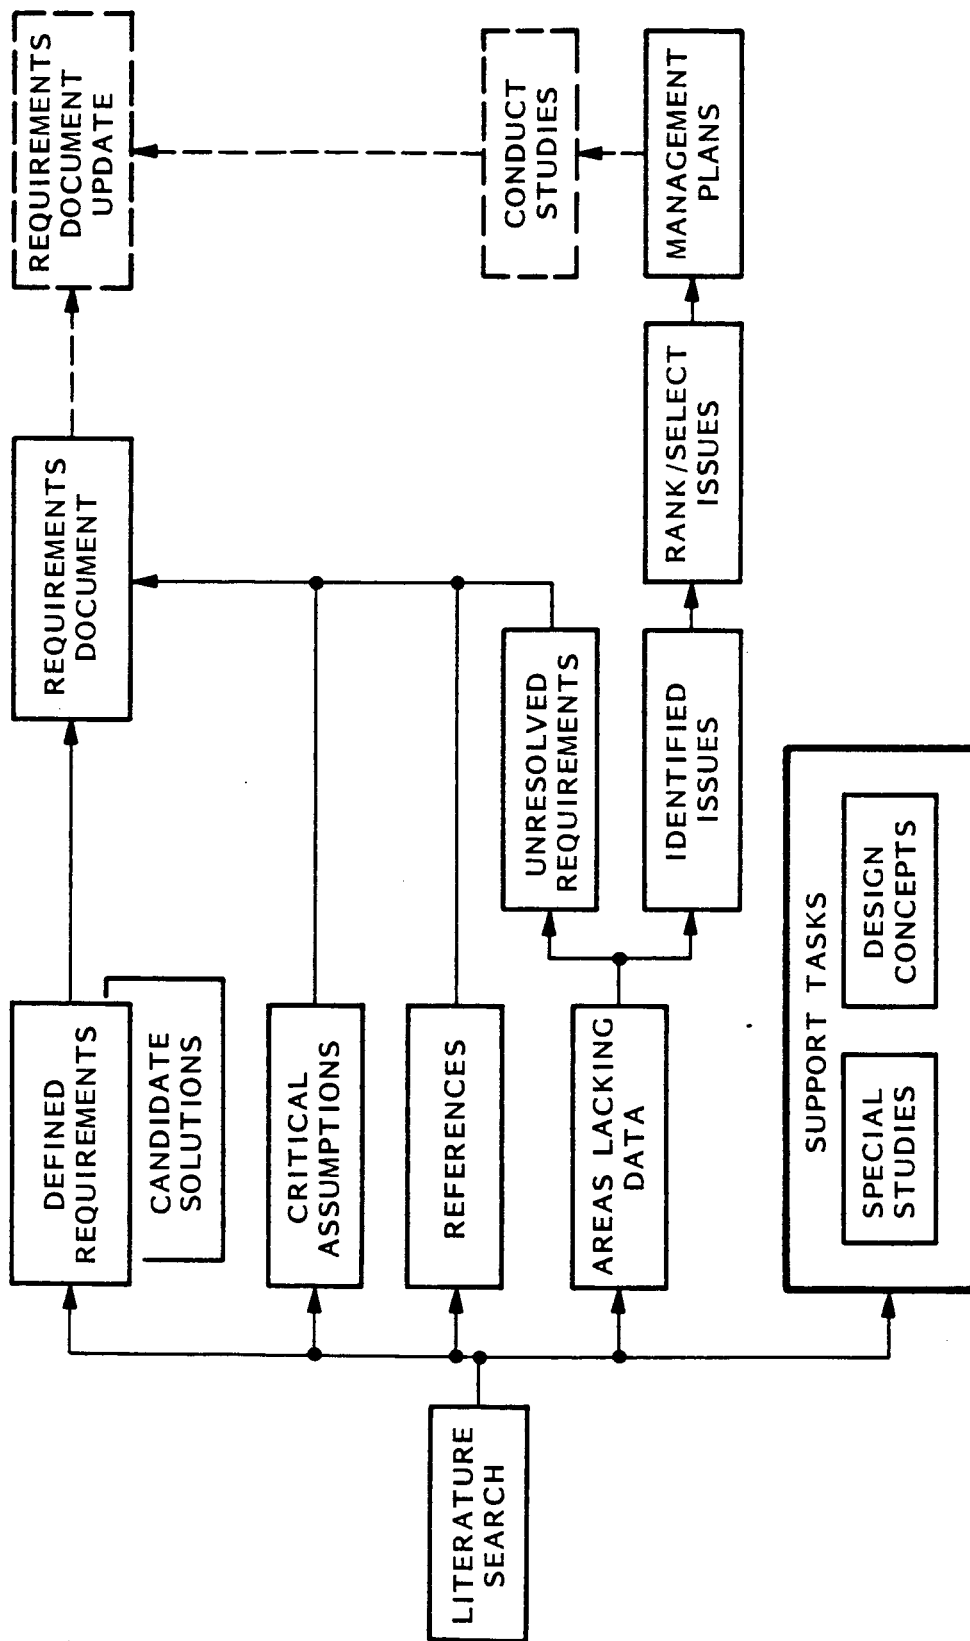 LITERATURE
SEARCH
DEFINED
REQUIREMENTS
CANDIDATE
SOLUTIONS
CRITICAL
ASSUMPTIONS
REFERENCES
AREAS LACKING
DATA
SUPPORT TASKS
SPECIAL
STUDIES
DESIGN
CONCEPTS
UNRESOLVED
REQUIREMENTS
IDENTIFIED
ISSUES
REQUIREMENTS
DOCUMENT
RANK/SELECT
ISSUES
MANAGEMENT
PLANS
CONDUCT
STUDIES
REQUIREMENTS
DOCUMENT
UPDATE